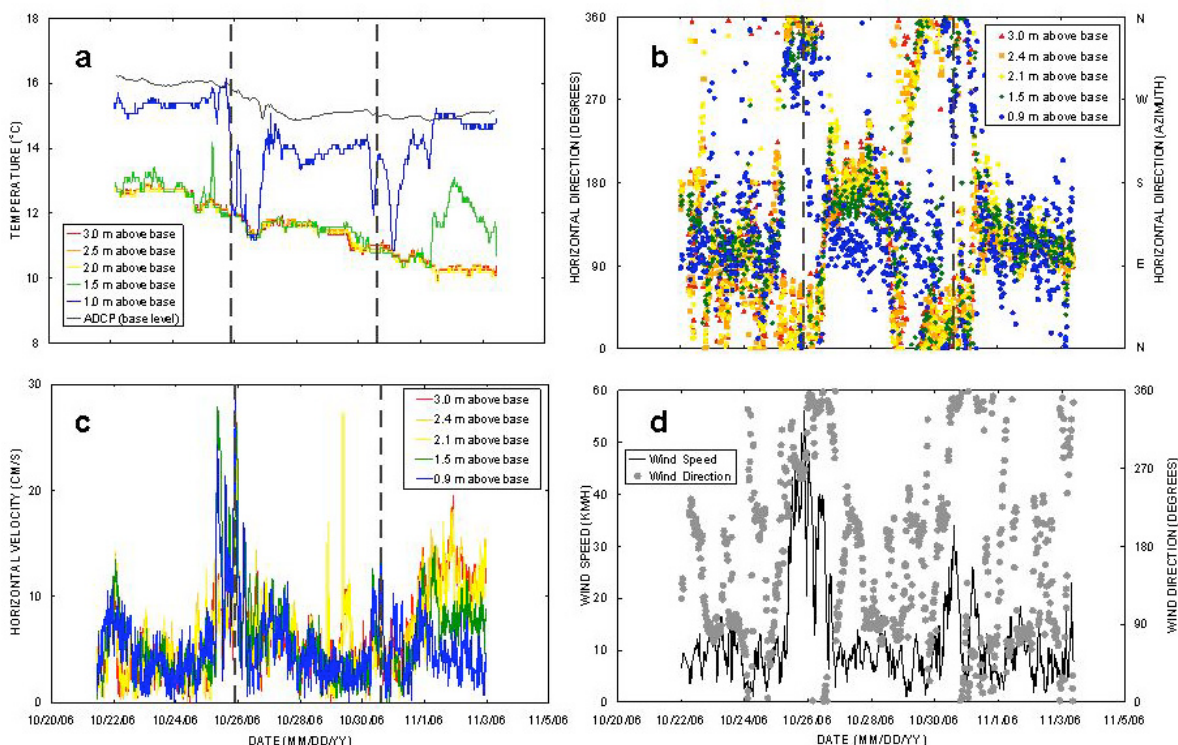 a
18
16
14
12
10
8
TEMPERATURE (°C)
3.0 m above base
2.5 m above base
2.0 m above base
1.5 m above base
1.0 m above base
ADCP (base level)
b
360
270
180
90
0
HORIZONTAL DIRECTION (DEGREES)
3.0 m above base
2.4 m above base
2.1 m above base
1.5 m above base
0.9 m above base
N
W
S
E
N
HORIZONTAL DIRECTION (AZIMUTH)
c
30
20
10
0
HORIZONTAL VELOCITY (CM/S)
3.0 m above base
2.4 m above base
2.1 m above base
1.5 m above base
0.9 m above base
10/20/06 10/22/06 10/24/06 10/26/06 10/28/06 10/30/06 11/1/06 11/3/06 11/5/06
DATE (MM/DD/YY)
d
60
50
40
30
20
10
0
WIND SPEED (KM/H)
Wind Speed
Wind Direction
360
270
180
90
0
WIND DIRECTION (DEGREES)
10/20/06 10/22/06 10/24/06 10/26/06 10/28/06 10/30/06 11/1/06 11/3/06 11/5/06
DATE (MM/DD/YY)